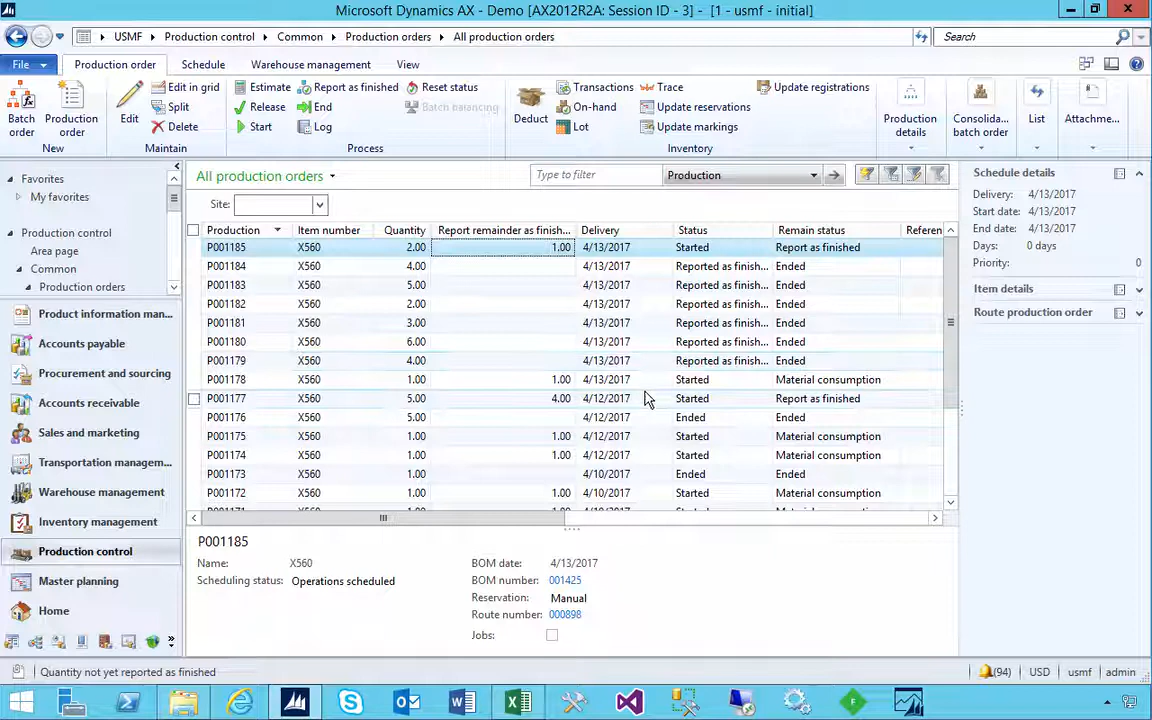 Microsoft Dynamics AX - Demo [AX2012R2A: Session ID - 3] - [1 - usmf - initial]
USMF Production control Common Production orders All production orders Search
File Production order Schedule Warehouse management View
Batch order
Production order
New
Edit
Edit in grid
Split
Delete
Maintain
Estimate Report as finished Reset status
Release End Batch balancing
Start Log
Process
Deduct
Transactions Trace Update registrations
On-hand Update reservations
Lot Update markings
Inventory
Production details
Consolida... batch order
List
Attachme...
Favorites
My favorites
Production control
Area page
Common
Production orders
Product information man...
Accounts payable
Procurement and sourcing
Accounts receivable
Sales and marketing
Transportation managem...
Warehouse management
Inventory management
Production control
Master planning
Home
All production orders Type to filter Production
Site:
Production Item number Quantity Report remainder as finish... Delivery Status Remain status Referen
P001185 X560 2.00 1.00 4/13/2017 Started Report as finished
P001184 X560 4.00 4/13/2017 Reported as finish... Ended
P001183 X560 5.00 4/13/2017 Reported as finish... Ended
P001182 X560 2.00 4/13/2017 Reported as finish... Ended
P001181 X560 3.00 4/13/2017 Reported as finish... Ended
P001180 X560 6.00 4/13/2017 Reported as finish... Ended
P001179 X560 4.00 4/13/2017 Reported as finish... Ended
P001178 X560 1.00 1.00 4/13/2017 Started Material consumption
P001177 X560 5.00 4.00 4/12/2017 Started Report as finished
P001176 X560 5.00 4/12/2017 Ended Ended
P001175 X560 1.00 1.00 4/12/2017 Started Material consumption
P001174 X560 1.00 1.00 4/12/2017 Started Material consumption
P001173 X560 1.00 4/10/2017 Ended Ended
P001172 X560 1.00 1.00 4/10/2017 Started Material consumption
P001185
Name: X560
Scheduling status: Operations scheduled
BOM date: 4/13/2017
BOM number: 001425
Reservation: Manual
Route number: 000898
Jobs:
Schedule details
Delivery: 4/13/2017
Start date: 4/13/2017
End date: 4/13/2017
Days: 0 days
Priority: 0
Item details
Route production order
Quantity not yet reported as finished (94) USD usmf admin